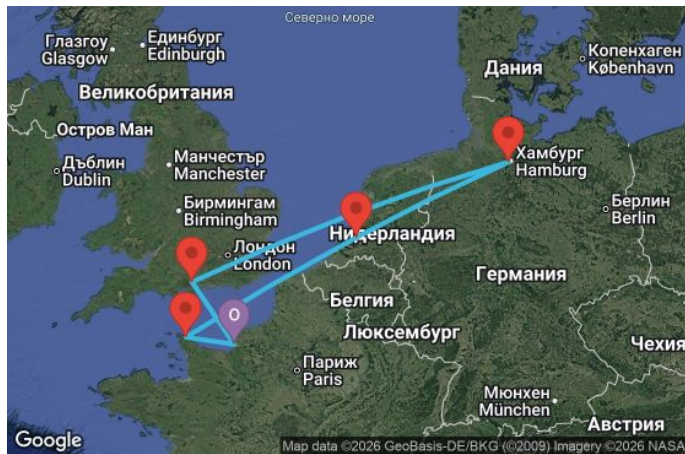 Северно море
Глазгоу
Glasgow
Единбург
Edinburgh
Копенхаген
København
Дания
Великобритания
Остров Ман
Дъблин
Dublin
Манчестър
Manchester
Хамбург
Hamburg
Бирмингам
Birmingham
Берлин
Berlin
Нидерландия
Лондон
London
Германия
Белгия
O
Люксембург
Чехия
Париж
Paris
Мюнхен
München
Австрия
Google
Map data ©2026 GeoBasis-DE/BKG (©2009) Imagery ©2026 NASA